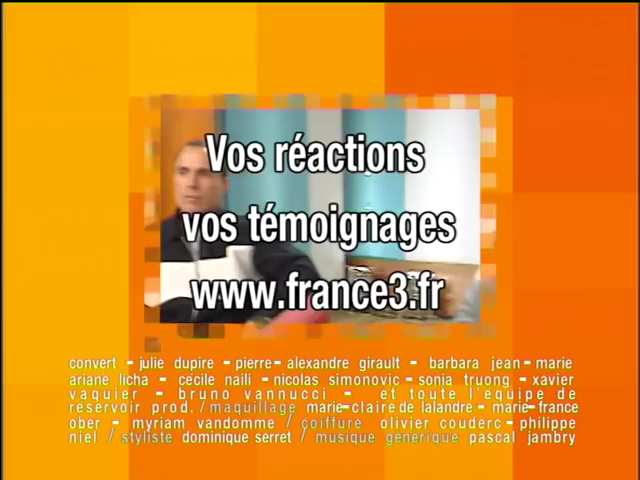 Vos réactions
vos témoignages
www.france3.fr
convert - julie dupire - pierre - alexandre girault - barbara jean - marie
ariane licha - cécile naili - nicolas simonovic - sonia truong - xavier
vaquier - bruno vannucci - et toute l'équipe de
reservoir prod. / maquillage marie-claire de lalandre - marie-france
ober - myriam vandomme / coiffure olivier couderc - philippe
niel / styliste dominique serret / musique générique pascal jambry